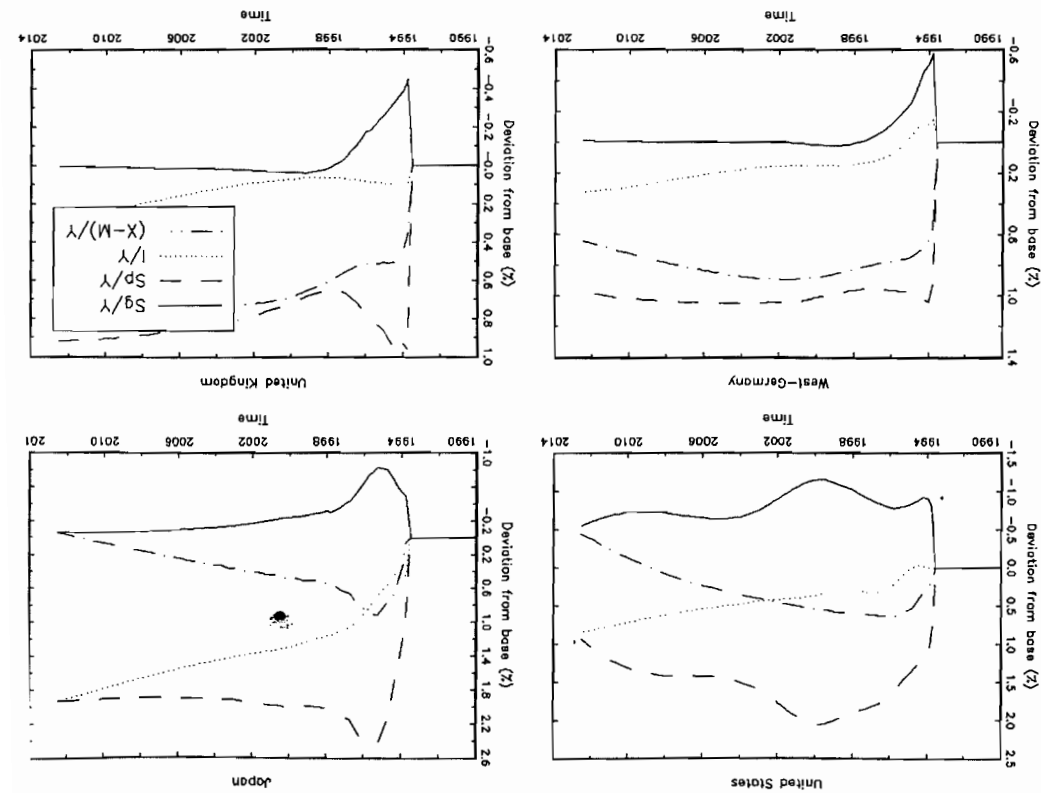 United States
Deviation from base (%)
2.5
2.0
1.5
1.0
0.5
0.0
-0.5
-1.0
-1.5
1990 1994 1998 2002 2006 2010 2014
Time
Japan
Deviation from base (%)
2.6
2.2
1.8
1.4
1.0
0.6
0.2
-0.2
-1.0
1990 1994 1998 2002 2006 2010 201
Time
West-Germany
Deviation from base (%)
1.4
1.0
0.6
0.2
-0.2
-0.6
1990 1994 1998 2002 2006 2010 2014
Time
United Kingdom
Deviation from base (%)
1.0
0.8
0.6
0.4
0.2
-0.0
-0.2
-0.4
-0.6
Sg/Y
Sp/Y
I/Y
(X-M)/Y
1990 1994 1998 2002 2006 2010 2014
Time